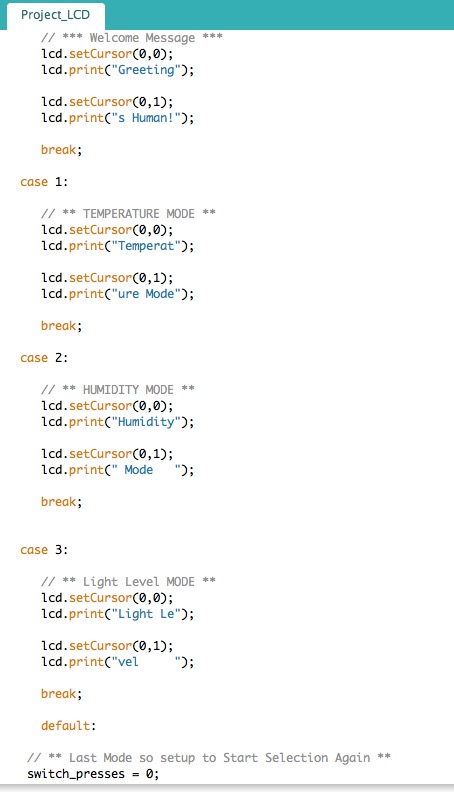 Project_LCD
// *** Welcome Message ***
lcd.setCursor(0,0);
lcd.print("Greeting");
lcd.setCursor(0,1);
lcd.print("s Human!");
break;
case 1:
// ** TEMPERATURE MODE **
lcd.setCursor(0,0);
lcd.print("Temperat");
lcd.setCursor(0,1);
lcd.print("ure Mode");
break;
case 2:
// ** HUMIDITY MODE **
lcd.setCursor(0,0);
lcd.print("Humidity");
lcd.setCursor(0,1);
lcd.print(" Mode   ");
break;
case 3:
// ** Light Level MODE **
lcd.setCursor(0,0);
lcd.print("Light Le");
lcd.setCursor(0,1);
lcd.print("vel     ");
break;
default:
// ** Last Mode so setup to Start Selection Again **
switch_presses = 0;